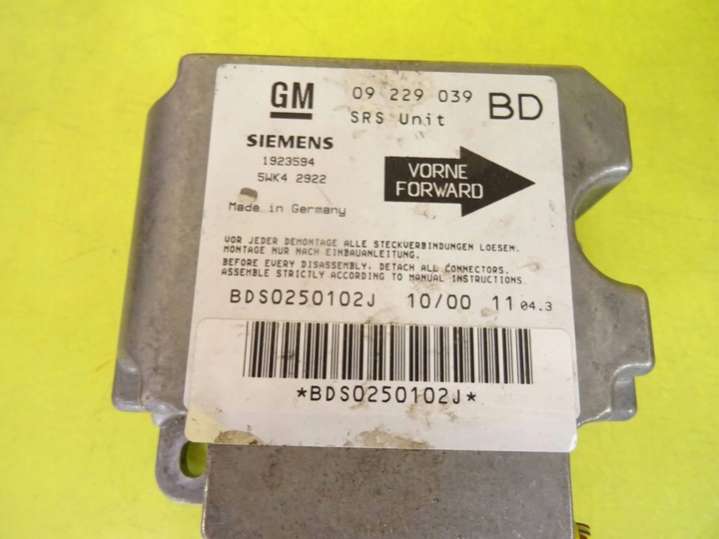 GM 09 229 039 BD
SRS Unit
SIEMENS
1923594
5WK4 2922
VORNE
FORWARD
Made in Germany
VOR JEDER DEMONTAGE ALLE STECKVERBINDUNGEN LOESEN.
MONTAGE NUR NACH EINBAUANLEITUNG.
BEFORE EVERY DISASSEMBLY, DETACH ALL CONNECTORS.
ASSEMBLE STRICTLY ACCORDING TO MANUAL INSTRUCTIONS
BDS0250102J 10/00 11 04.3
*BDS0250102J*